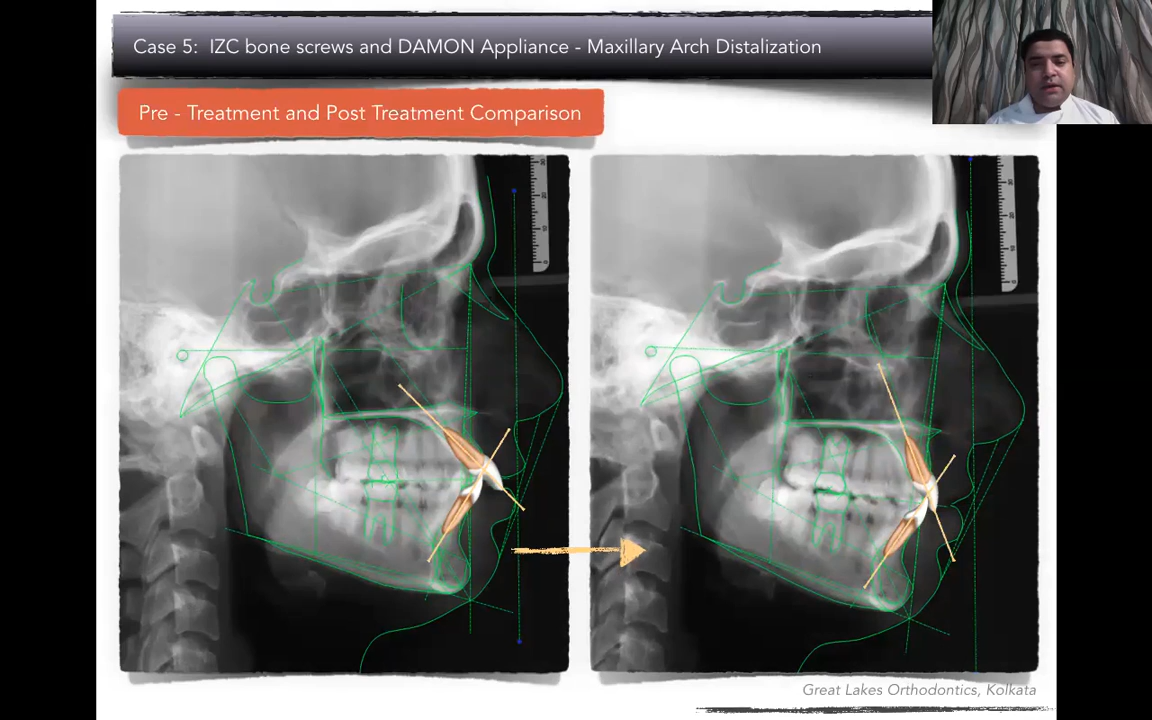 Case 5: IZC bone screws and DAMON Appliance - Maxillary Arch Distalization
Pre - Treatment and Post Treatment Comparison
Great Lakes Orthodontics, Kolkata